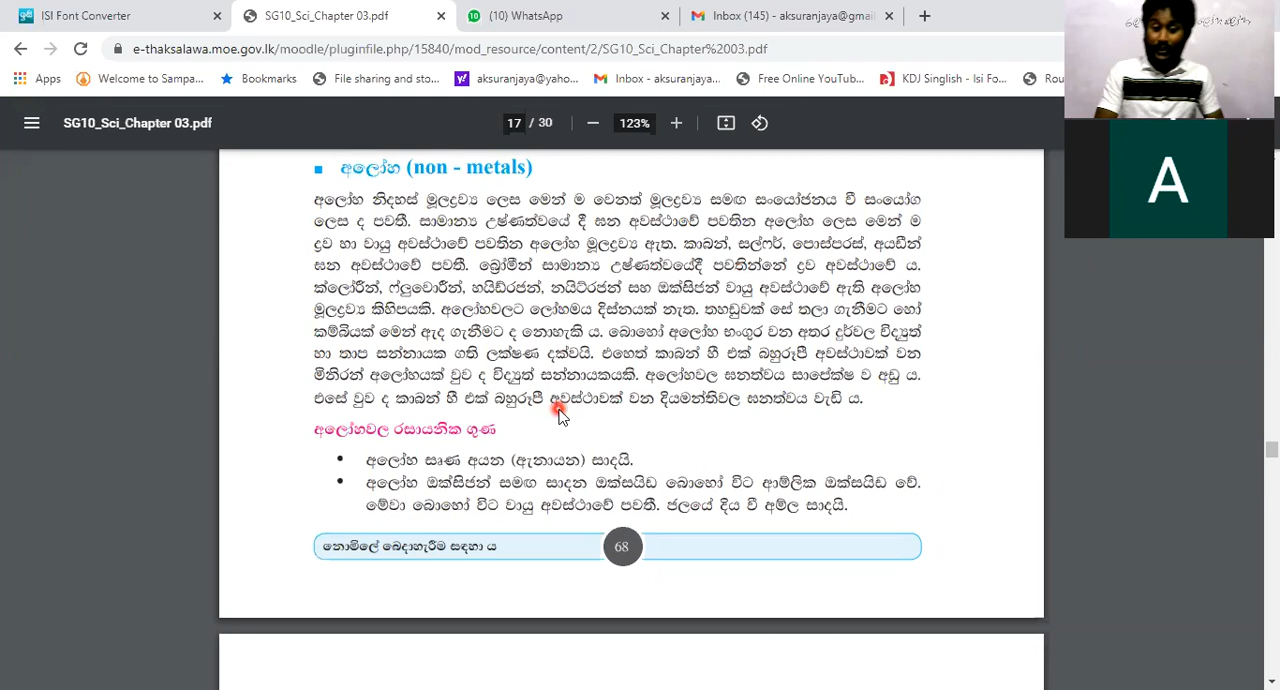 ISI Font Converter
SG10_Sci_Chapter 03.pdf
(10) WhatsApp
Inbox (145) - aksuranjaya@gmai
e-thaksalawa.moe.gov.lk/moodle/pluginfile.php/15840/mod_resource/content/2/SG10_Sci_Chapter%2003.pdf
Apps
Welcome to Sampa...
Bookmarks
File sharing and sto...
aksuranjaya@yaho...
Inbox - aksuranjaya...
Free Online YouTub...
KDJ Singlish - Isi Fo...
Rou
SG10_Sci_Chapter 03.pdf
17 / 30
123%
A
අලෝහ (non - metals)
අලෝහ නිදහස් මූලද්‍රව්‍ය ලෙස මෙන් ම වෙනත් මූලද්‍රව්‍ය සමඟ සංයෝජනය වී සංයෝග
ලෙස ද පවතී. සාමාන්‍ය උෂ්ණත්වයේ දී ඝන අවස්ථාවේ පවතින අලෝහ ලෙස මෙන් ම
ද්‍රව හා වායු අවස්ථාවේ පවතින අලෝහ මූලද්‍රව්‍ය ඇත. කාබන්, සල්ෆර්, පොස්පරස්, අයඩීන්
ඝන අවස්ථාවේ පවතී. බ්‍රෝමීන් සාමාන්‍ය උෂ්ණත්වයේදී පවතින්නේ ද්‍රව අවස්ථාවේ ය.
ක්ලෝරීන්, ෆ්ලුවොරීන්, හයිඩ්රජන්, නයිට්රජන් සහ ඔක්සිජන් වායු අවස්ථාවේ ඇති අලෝහ
මූලද්‍රව්‍ය කිහිපයකි. අලෝහවලට ලෝහමය දිස්නයක් නැත. තහඩුවක් සේ තලා ගැනීමට හෝ
කම්බියක් මෙන් ඇද ගැනීමට ද නොහැකි ය. බොහෝ අලෝහ භංගුර වන අතර දුර්වල විද්‍යුත්
හා තාප සන්නායක ගති ලක්ෂණ දක්වයි. එහෙත් කාබන් හී එක් බහුරූපී අවස්ථාවක් වන
මිනිරන් අලෝහයක් වුව ද විද්‍යුත් සන්නායකයකි. අලෝහවල ඝනත්වය සාපේක්ෂ ව අඩු ය.
එසේ වුව ද කාබන් හී එක් බහුරූපී අවස්ථාවක් වන දියමන්තිවල ඝනත්වය වැඩි ය.
අලෝහවල රසායනික ගුණ
• අලෝහ සෘණ අයන (ඇනායන) සාදයි.
• අලෝහ ඔක්සිජන් සමඟ සාදන ඔක්සයිඩ බොහෝ විට ආම්ලික ඔක්සයිඩ වේ.
මේවා බොහෝ විට වායු අවස්ථාවේ පවතී. ජලයේ දිය වී අම්ල සාදයි.
නොමිලේ බෙදාහැරීම සඳහා ය
68